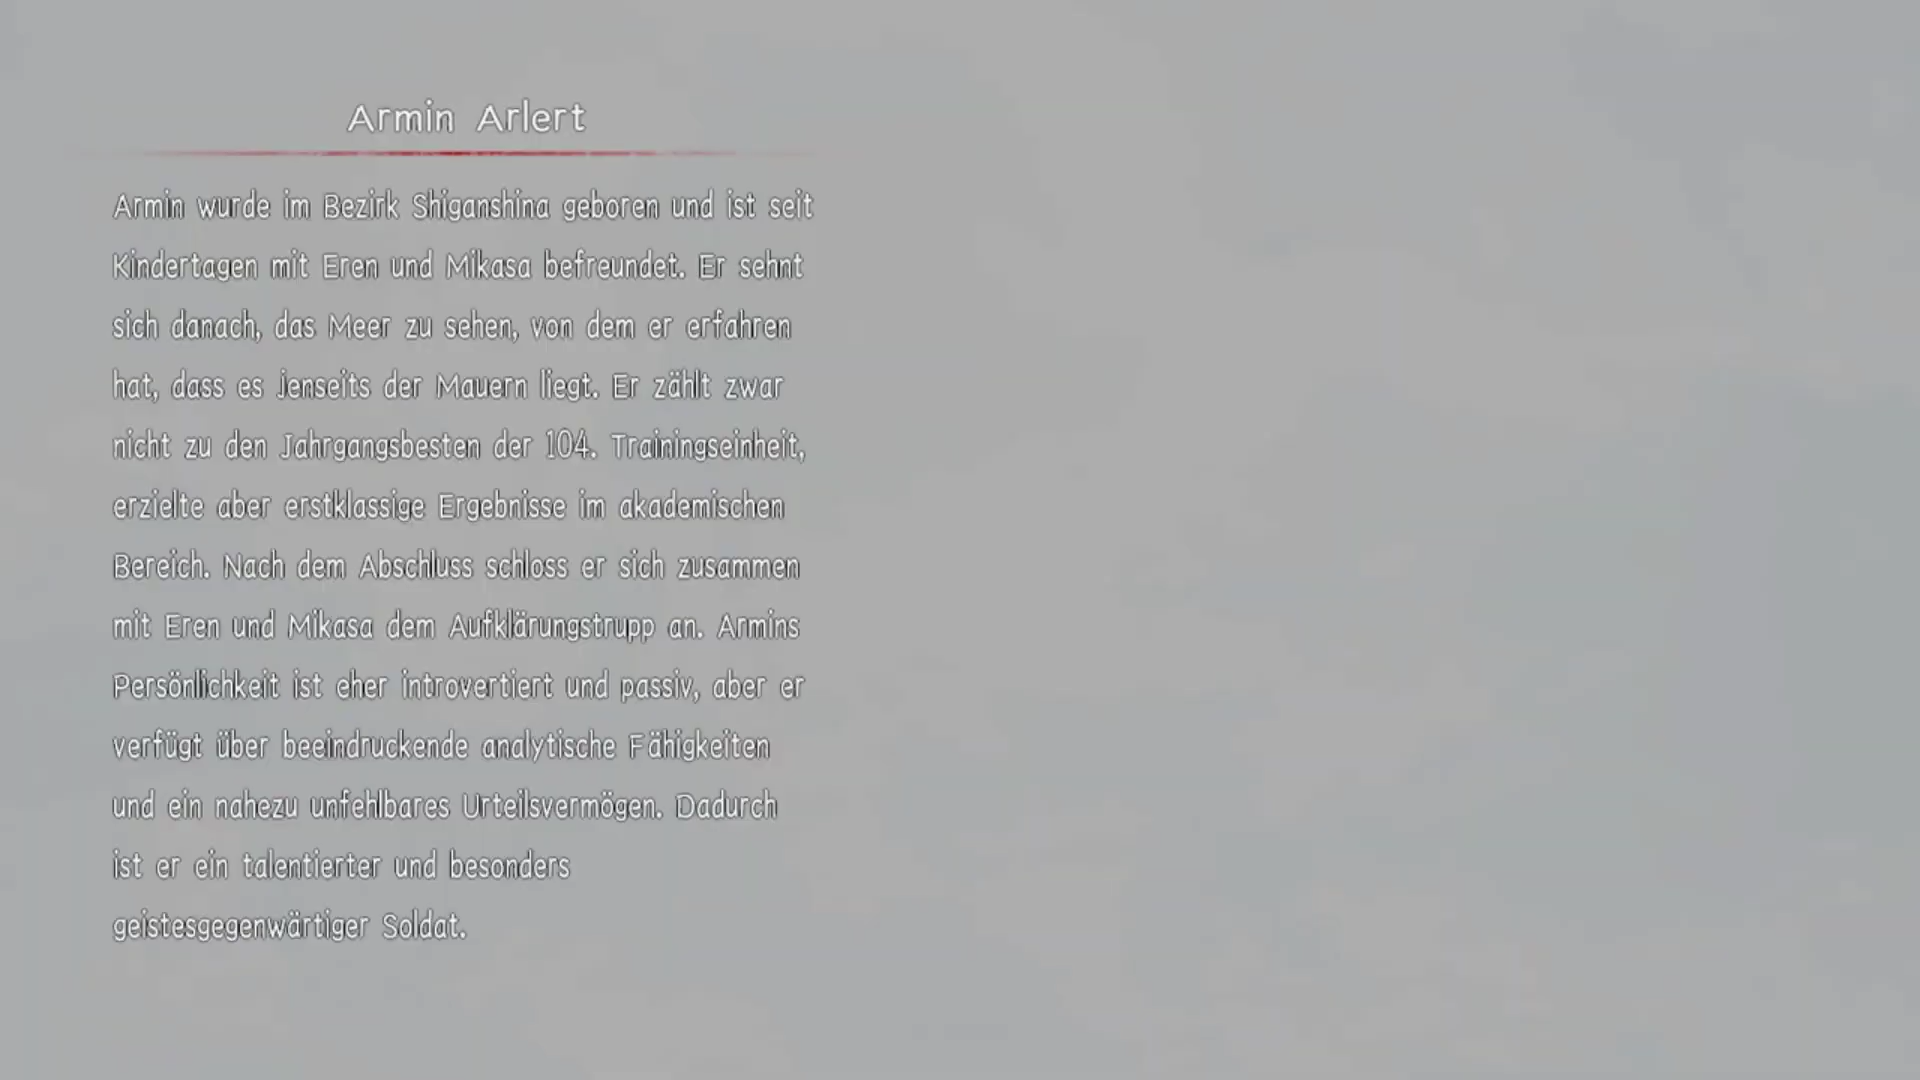 Armin Arlert
Armin wurde im Bezirk Shiganshina geboren und ist seit
Kindertagen mit Eren und Mikasa befreundet. Er sehnt
sich danach, das Meer zu sehen, von dem er erfahren
hat, dass es jenseits der Mauern liegt. Er zählt zwar
nicht zu den Jahrgangsbesten der 104. Trainingseinheit,
erzielte aber erstklassige Ergebnisse im akademischen
Bereich. Nach dem Abschluss schloss er sich zusammen
mit Eren und Mikasa dem Aufklärungstrupp an. Armins
Persönlichkeit ist eher introvertiert und passiv, aber er
verfügt über beeindruckende analytische Fähigkeiten
und ein nahezu unfehlbares Urteilsvermögen. Dadurch
ist er ein talentierter und besonders
geistesgegenwärtiger Soldat.